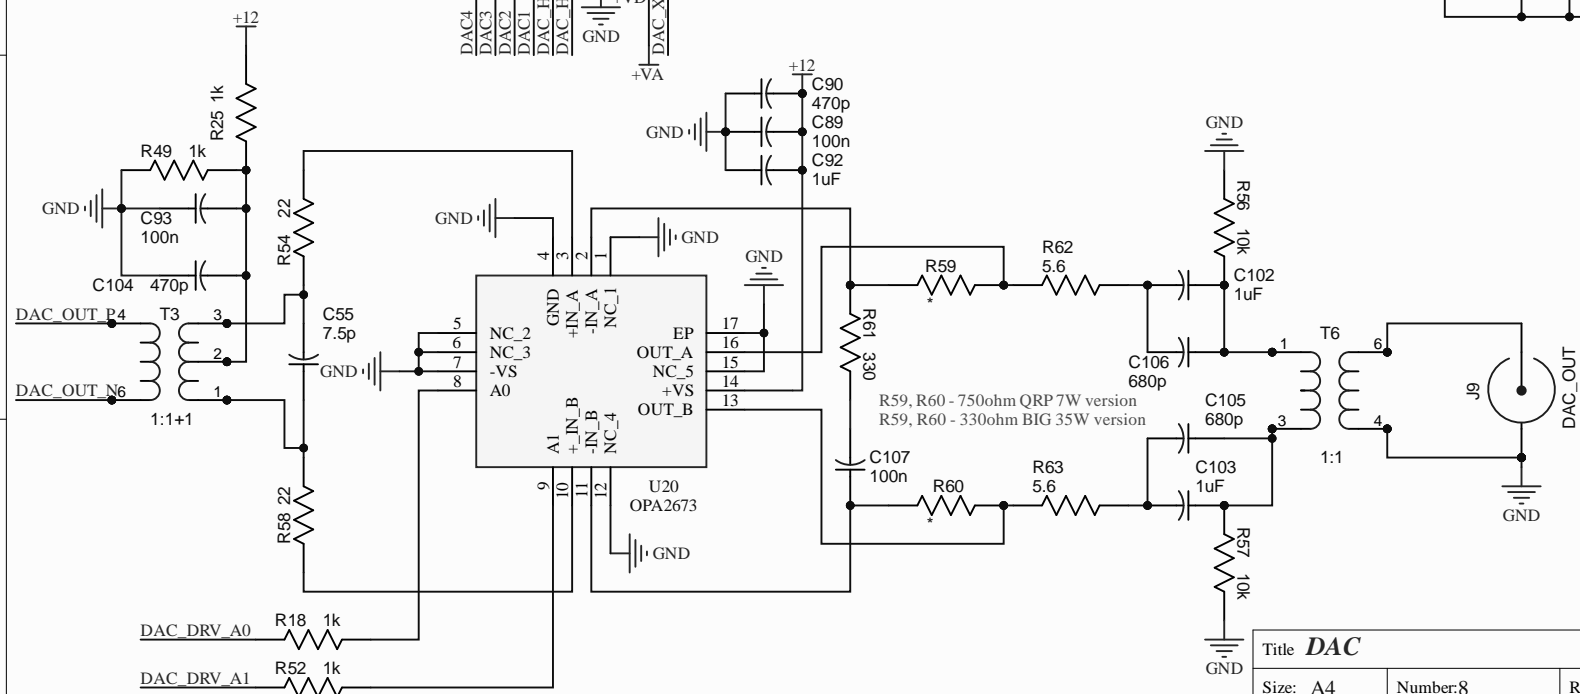 +12
R25 1k
R49 1k
GND
C93
100n
C104 470p
DAC_OUT_P 4
T3
3
2
1
DAC_OUT_N 6
1:1+1
R54 22
C55
7.5p
R58 22
DAC4
DAC3
DAC2
DAC1
DAC_H
DAC_H
GND
+VD
DAC_X
+VA
+12
C90
470p
C89
100n
C92
1uF
GND
GND
GND
GND
4
3
2
1
GND
+IN_A
-IN_A
NC_1
5 NC_2
6 NC_3
7 -VS
8 A0
GND
EP 17
OUT_A 16
NC_5 15
+VS 14
OUT_B 13
A1
+_IN_B
-IN_B
NC_4
9
10
11
12
U20
OPA2673
GND
R59
*
R62
5.6
R61 330
R59, R60 - 750ohm QRP 7W version
R59, R60 - 330ohm BIG 35W version
C107
100n
R60
*
R63
5.6
GND
R56 10k
C102
1uF
C106
680p
C105
680p
C103
1uF
R57 10k
GND
T6
1
3
6
4
1:1
J9
DAC_OUT
GND
DAC_DRV_A0
R18 1k
DAC_DRV_A1
R52 1k
Title DAC
Size: A4
Number:8
R